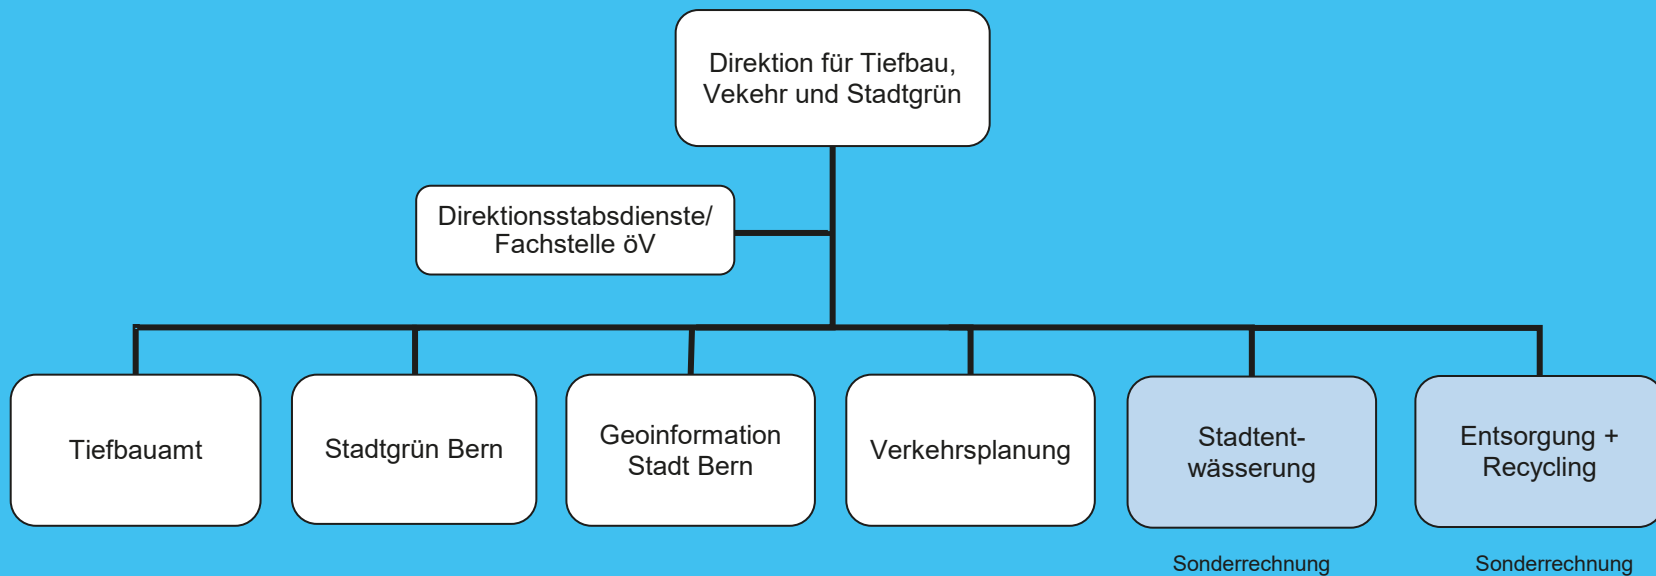 Direktion für Tiefbau,
Vekehr und Stadtgrün
Direktionsstabsdienste/
Fachstelle öV
Tiefbauamt
Stadtgrün Bern
Geoinformation
Stadt Bern
Verkehrsplanung
Stadtent-
wässerung
Entsorgung +
Recycling
Sonderrechnung
Sonderrechnung